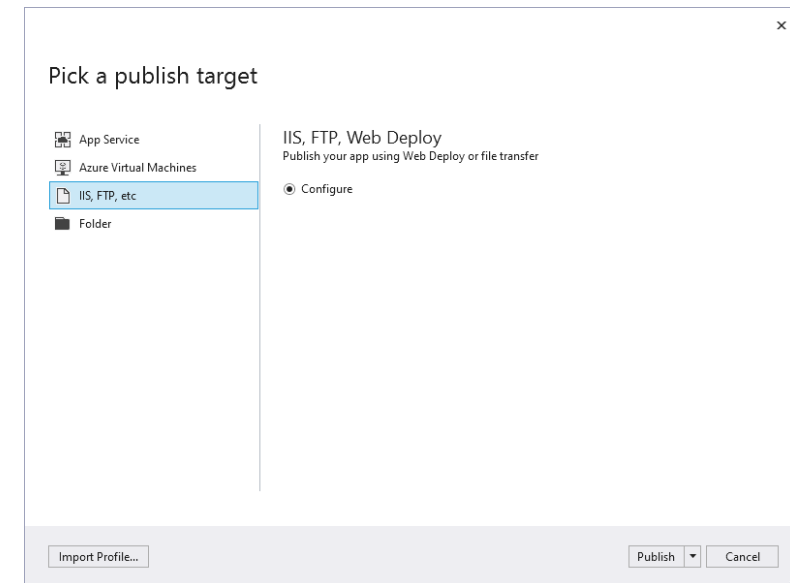 Pick a publish target
App Service
Azure Virtual Machines
IIS, FTP, etc
Folder
IIS, FTP, Web Deploy
Publish your app using Web Deploy or file transfer
Configure
Import Profile...
Publish
Cancel